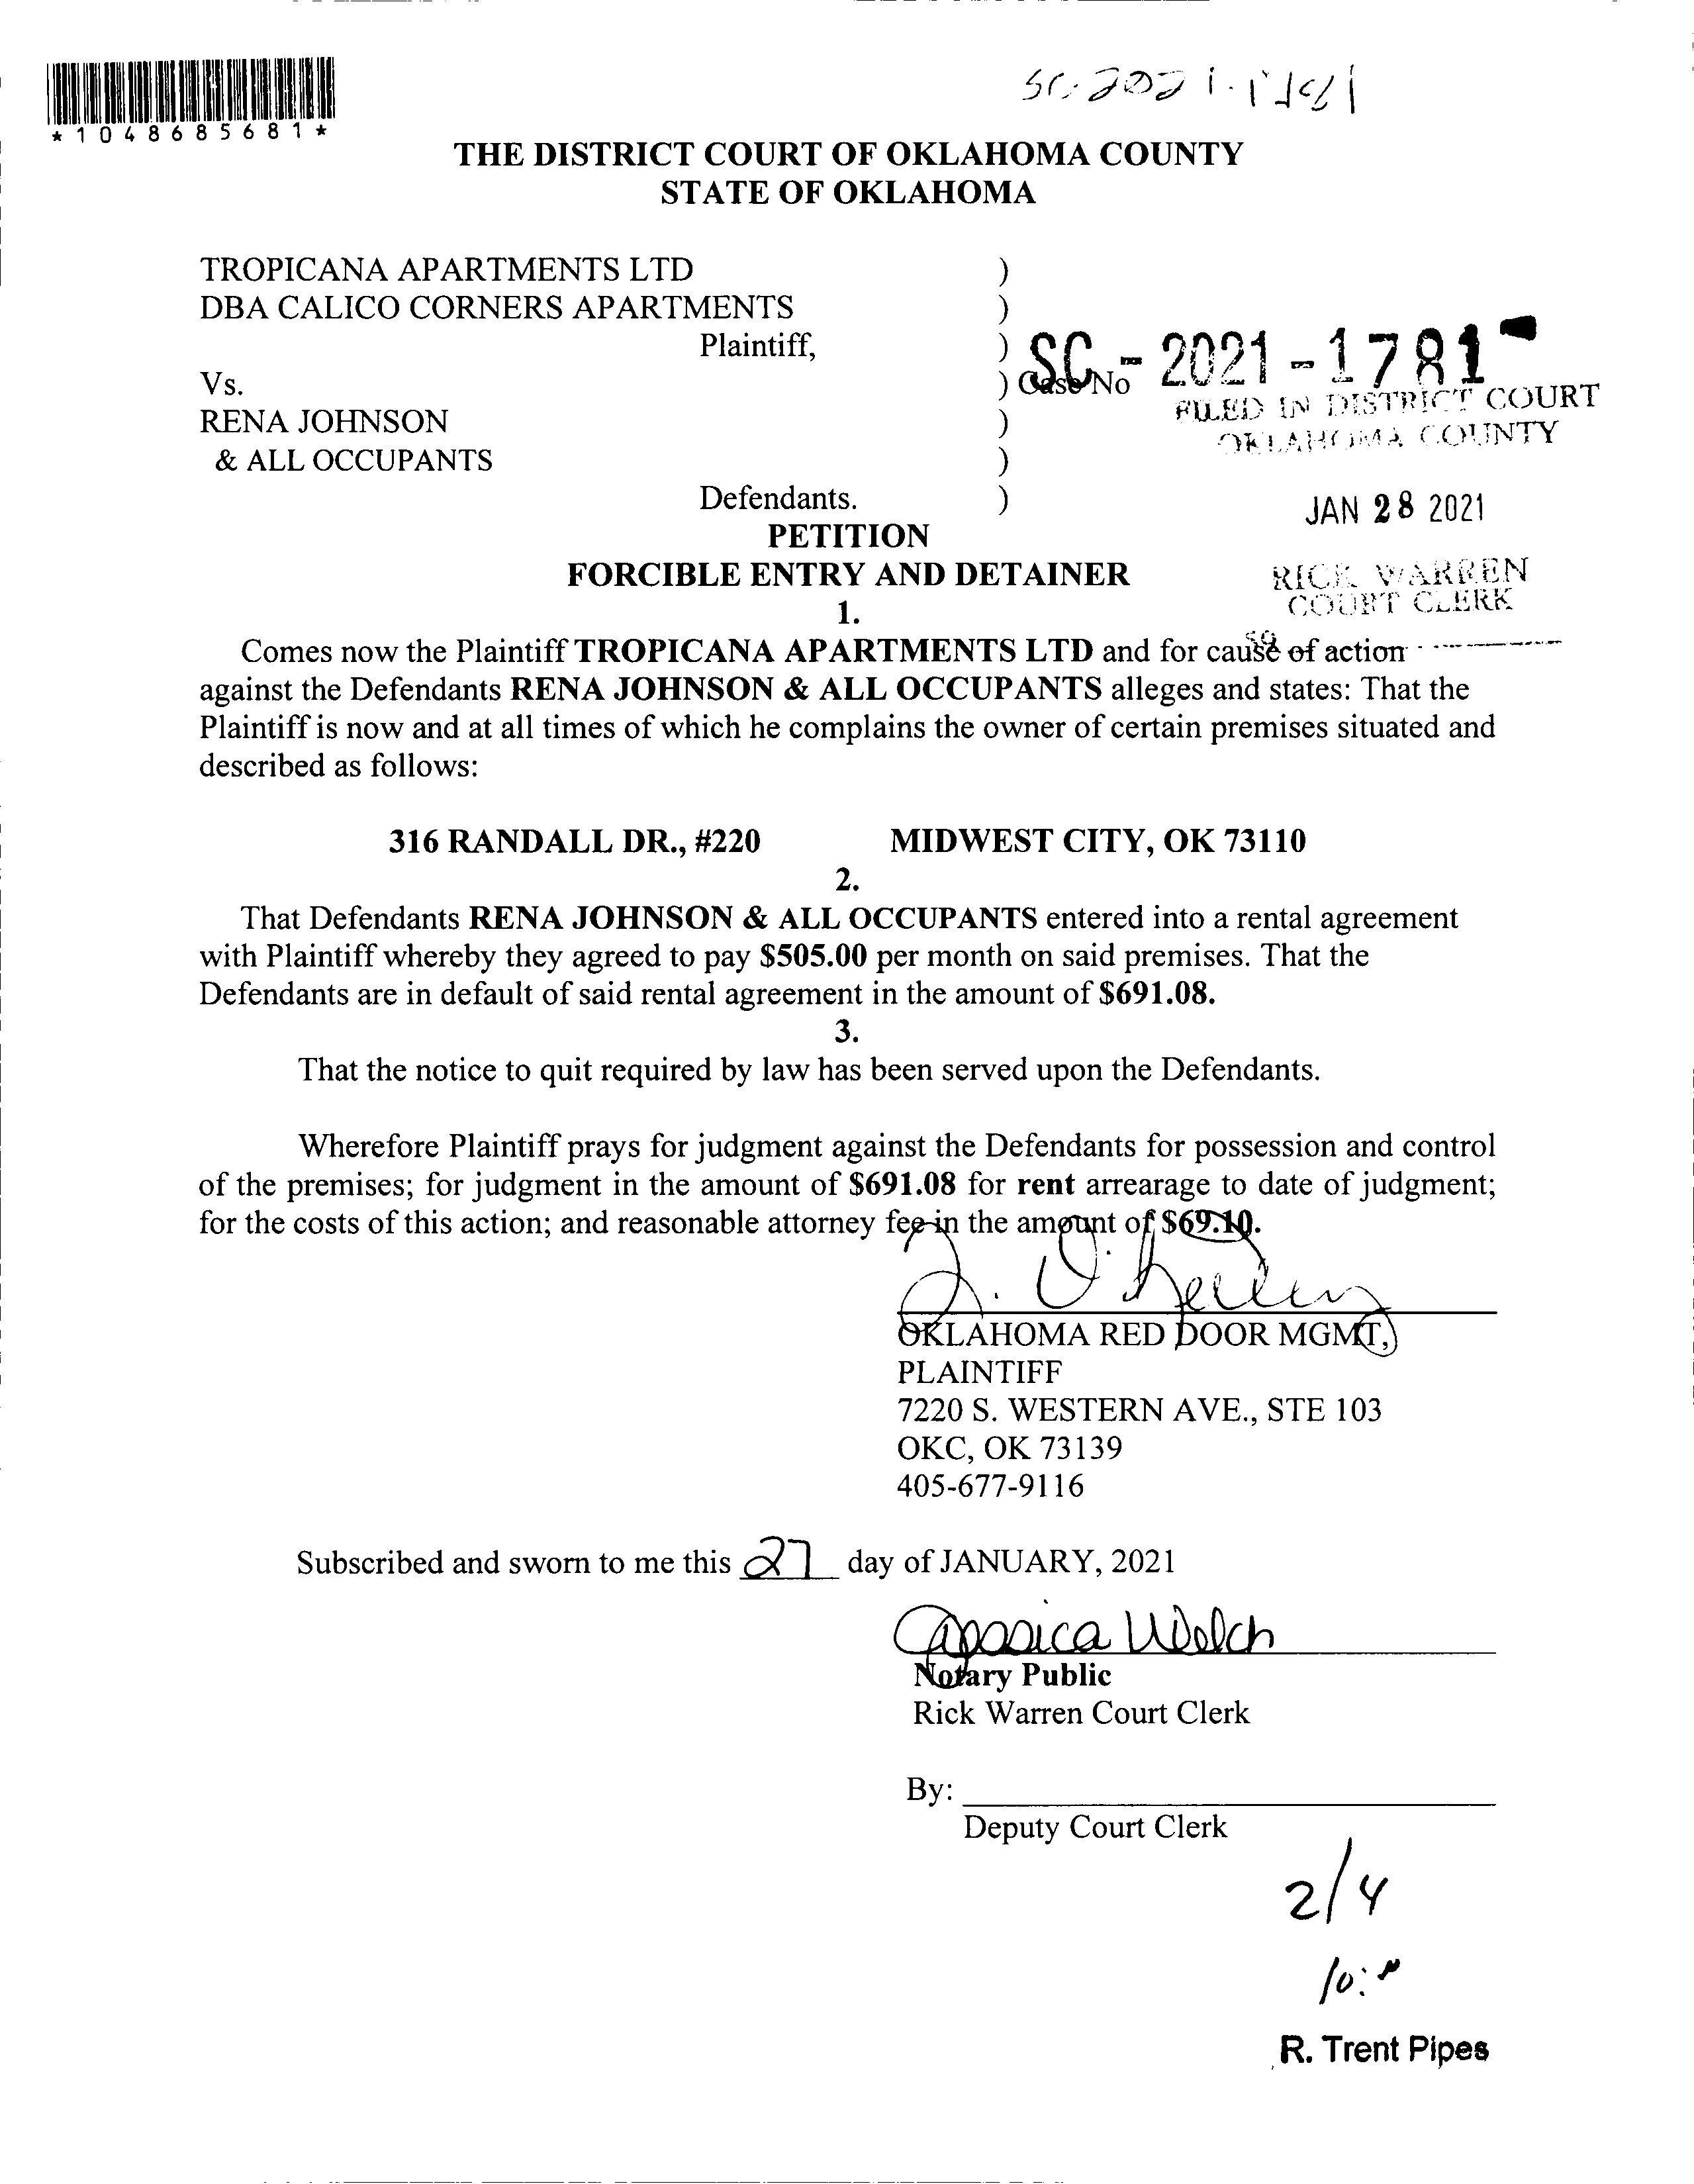 *1048685681*
THE DISTRICT COURT OF OKLAHOMA COUNTY
STATE OF OKLAHOMA
TROPICANA APARTMENTS LTD )
DBA CALICO CORNERS APARTMENTS )
Plaintiff, ) SC-2021-1781
Vs. ) Case No
FILED IN DISTRICT COURT
RENA JOHNSON )
OKLAHOMA COUNTY
& ALL OCCUPANTS )
Defendants. ) JAN 28 2021
PETITION
FORCIBLE ENTRY AND DETAINER RICK WARREN
COURT CLERK
1.
59
Comes now the Plaintiff TROPICANA APARTMENTS LTD and for cause of action
against the Defendants RENA JOHNSON & ALL OCCUPANTS alleges and states: That the
Plaintiff is now and at all times of which he complains the owner of certain premises situated and
described as follows:
316 RANDALL DR., #220 MIDWEST CITY, OK 73110
2.
That Defendants RENA JOHNSON & ALL OCCUPANTS entered into a rental agreement
with Plaintiff whereby they agreed to pay $505.00 per month on said premises. That the
Defendants are in default of said rental agreement in the amount of $691.08.
3.
That the notice to quit required by law has been served upon the Defendants.
Wherefore Plaintiff prays for judgment against the Defendants for possession and control
of the premises; for judgment in the amount of $691.08 for rent arrearage to date of judgment;
for the costs of this action; and reasonable attorney fee in the amount of $69.10.
OKLAHOMA RED DOOR MGMT,
PLAINTIFF
7220 S. WESTERN AVE., STE 103
OKC, OK 73139
405-677-9116
Subscribed and sworn to me this 27 day of JANUARY, 2021
Jessica Welch
Notary Public
Rick Warren Court Clerk
By:
Deputy Court Clerk
2/4
R. Trent Pipes